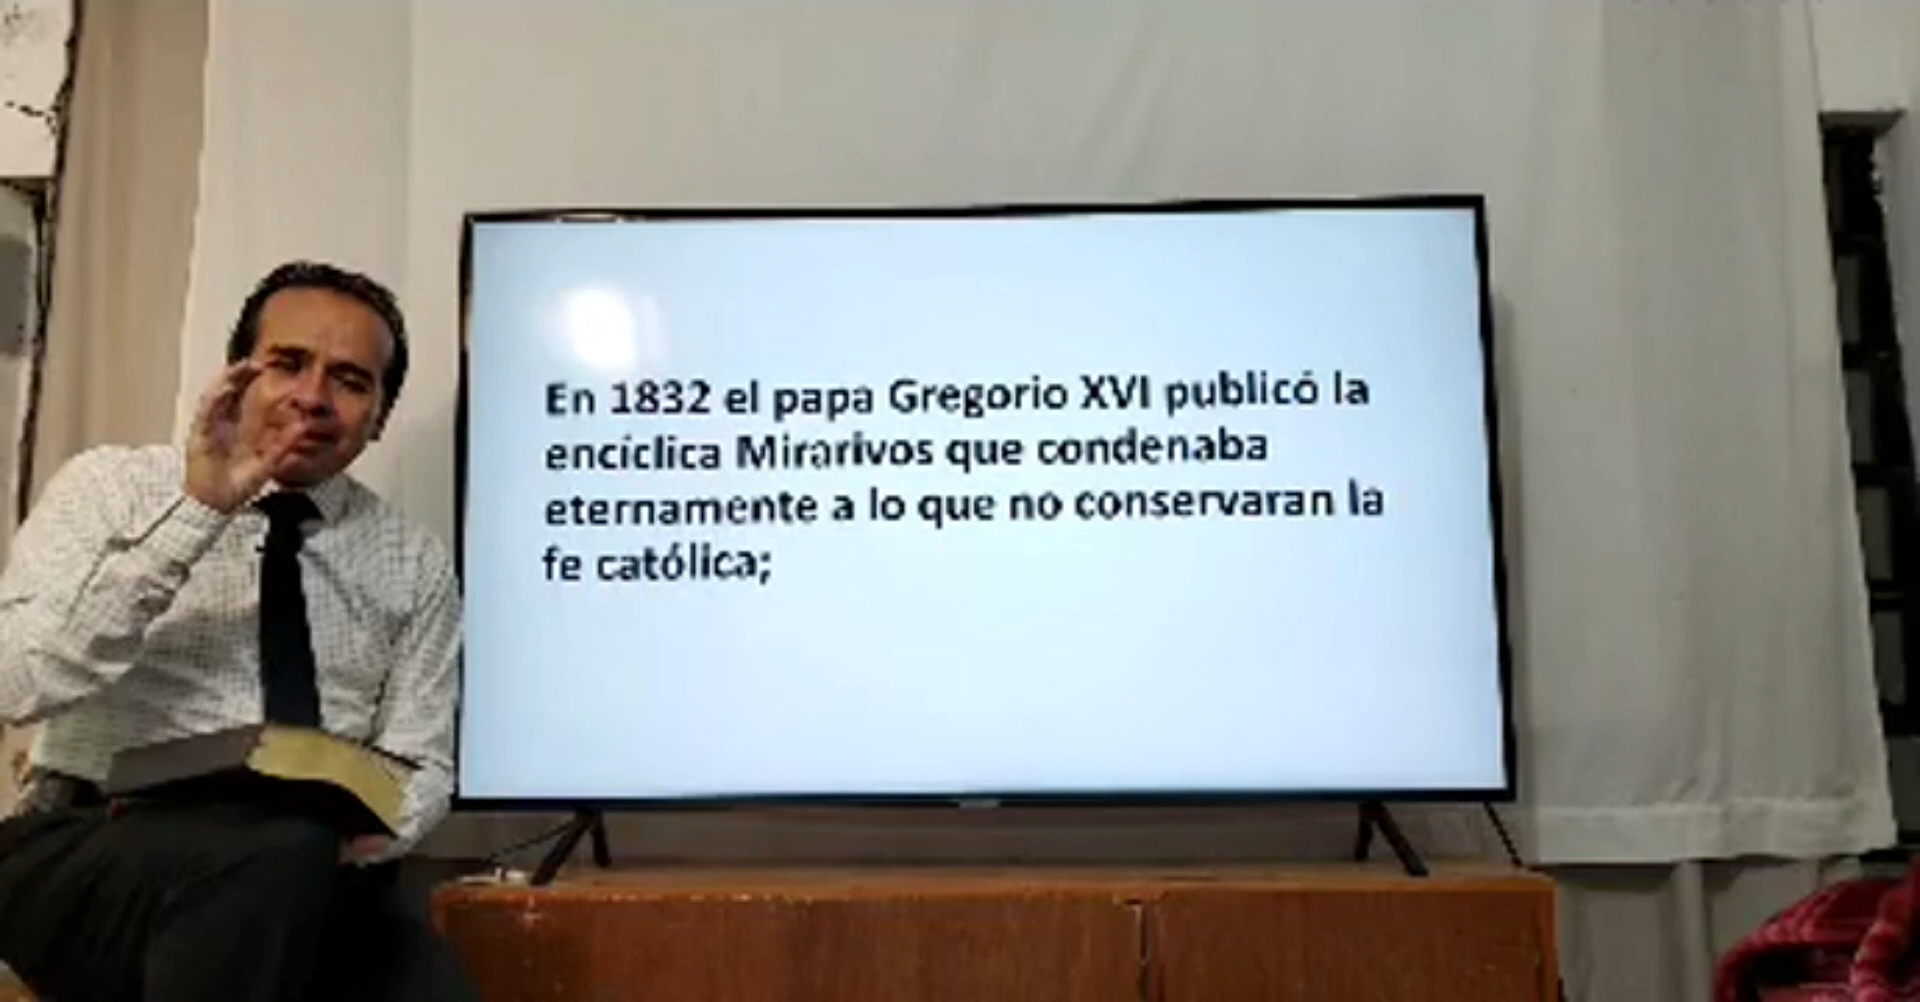 En 1832 el papa Gregorio XVI publicó la
encíclica Mirarivos que condenaba
eternamente a lo que no conservaran la
fe católica;